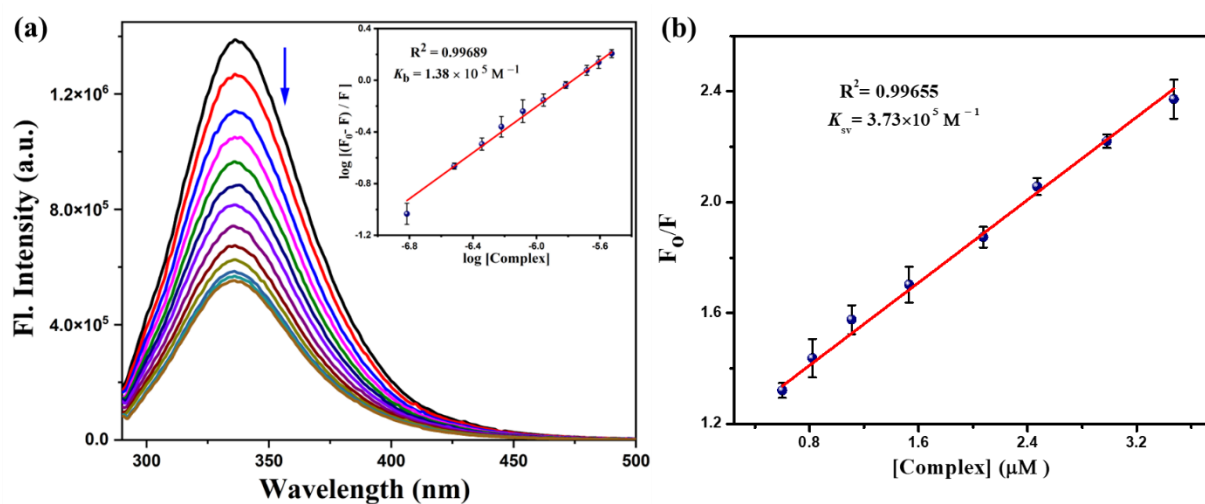 (a)
R² = 0.99689
K_b = 1.38 × 10⁵ M⁻¹
log [(F₀- F) / F ]
0.4
0.0
-0.4
-0.8
-1.2
-6.8
-6.4
-6.0
-5.6
log [Complex]
Fl. Intensity (a.u.)
1.2×10⁶
8.0×10⁵
4.0×10⁵
0.0
300
350
400
450
500
Wavelength (nm)
(b)
R²= 0.99655
K_sv = 3.73×10⁵ M⁻¹
F₀/F
2.4
2.0
1.6
1.2
0.8
1.6
2.4
3.2
[Complex] (μM )